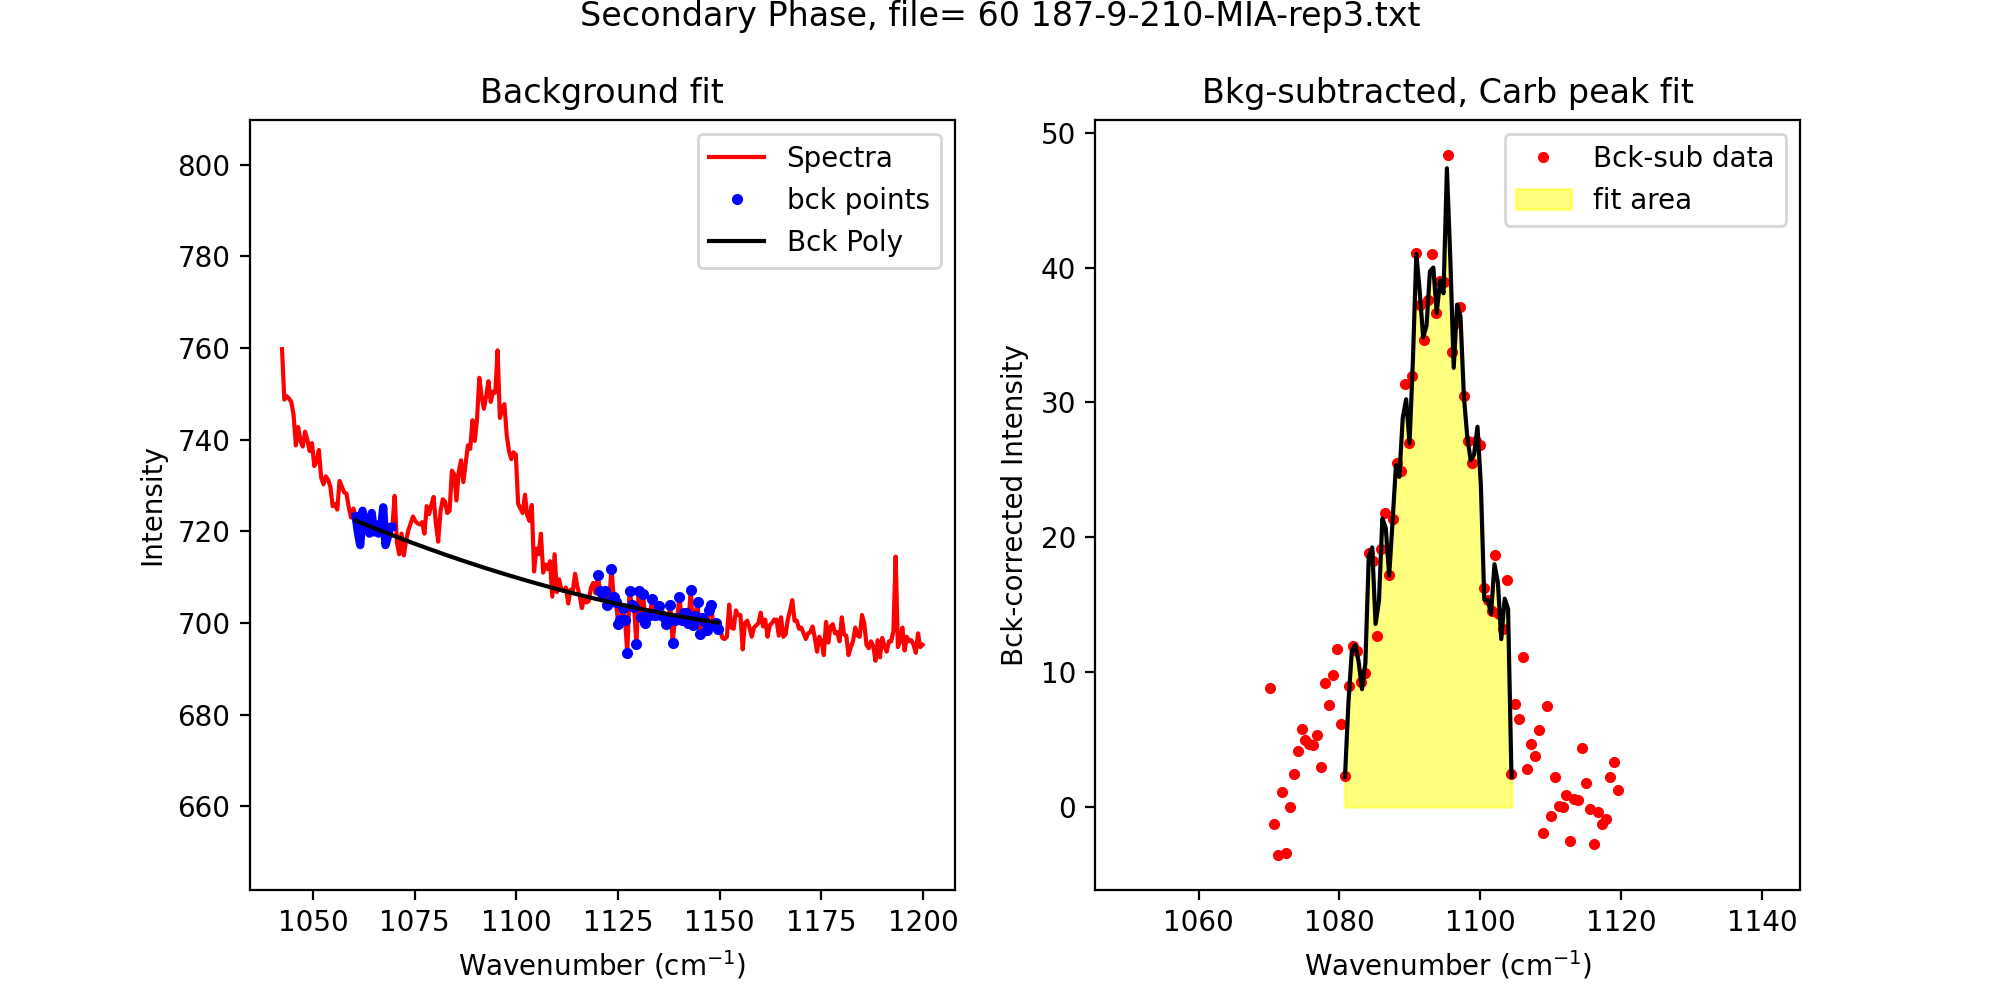 Secondary Phase, file= 60 187-9-210-MIA-rep3.txt
Background fit
Spectra
bck points
Bck Poly
800
780
760
740
720
700
680
660
Intensity
1050 1075 1100 1125 1150 1175 1200
Wavenumber (cm⁻¹)
Bkg-subtracted, Carb peak fit
Bck-sub data
fit area
50
40
30
20
10
0
Bck-corrected Intensity
1060 1080 1100 1120 1140
Wavenumber (cm⁻¹)